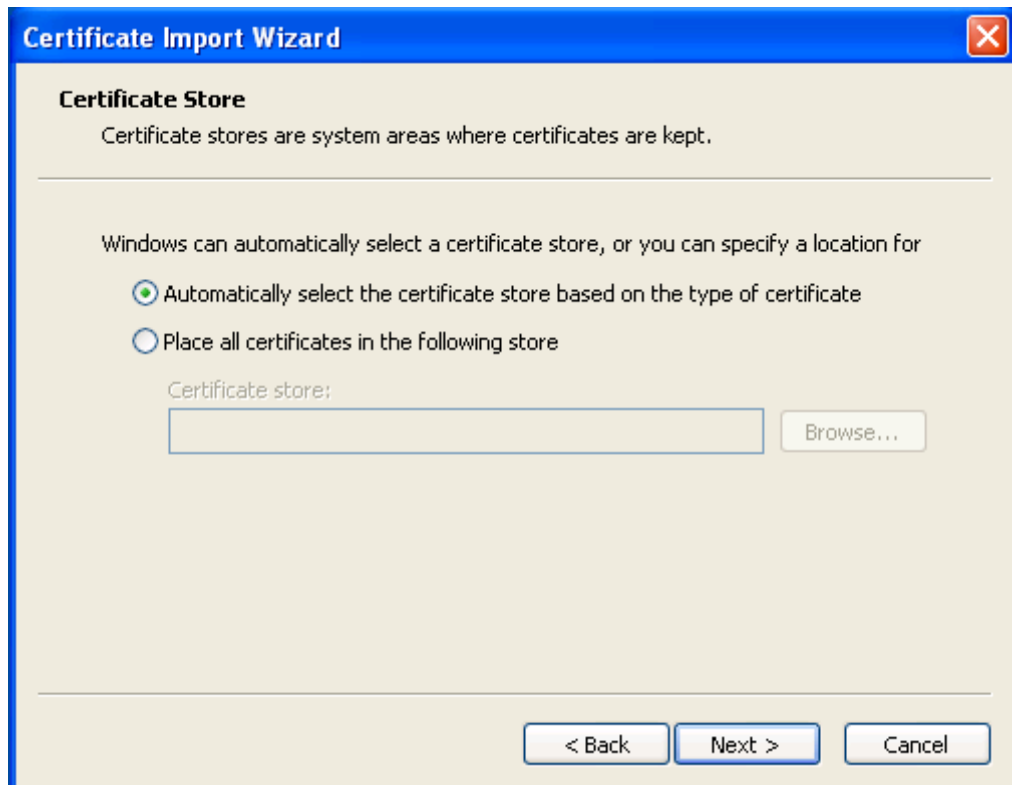 Certificate Import Wizard
Certificate Store
Certificate stores are system areas where certificates are kept.
Windows can automatically select a certificate store, or you can specify a location for
Automatically select the certificate store based on the type of certificate
Place all certificates in the following store
Certificate store:
Browse...
< Back Next > Cancel